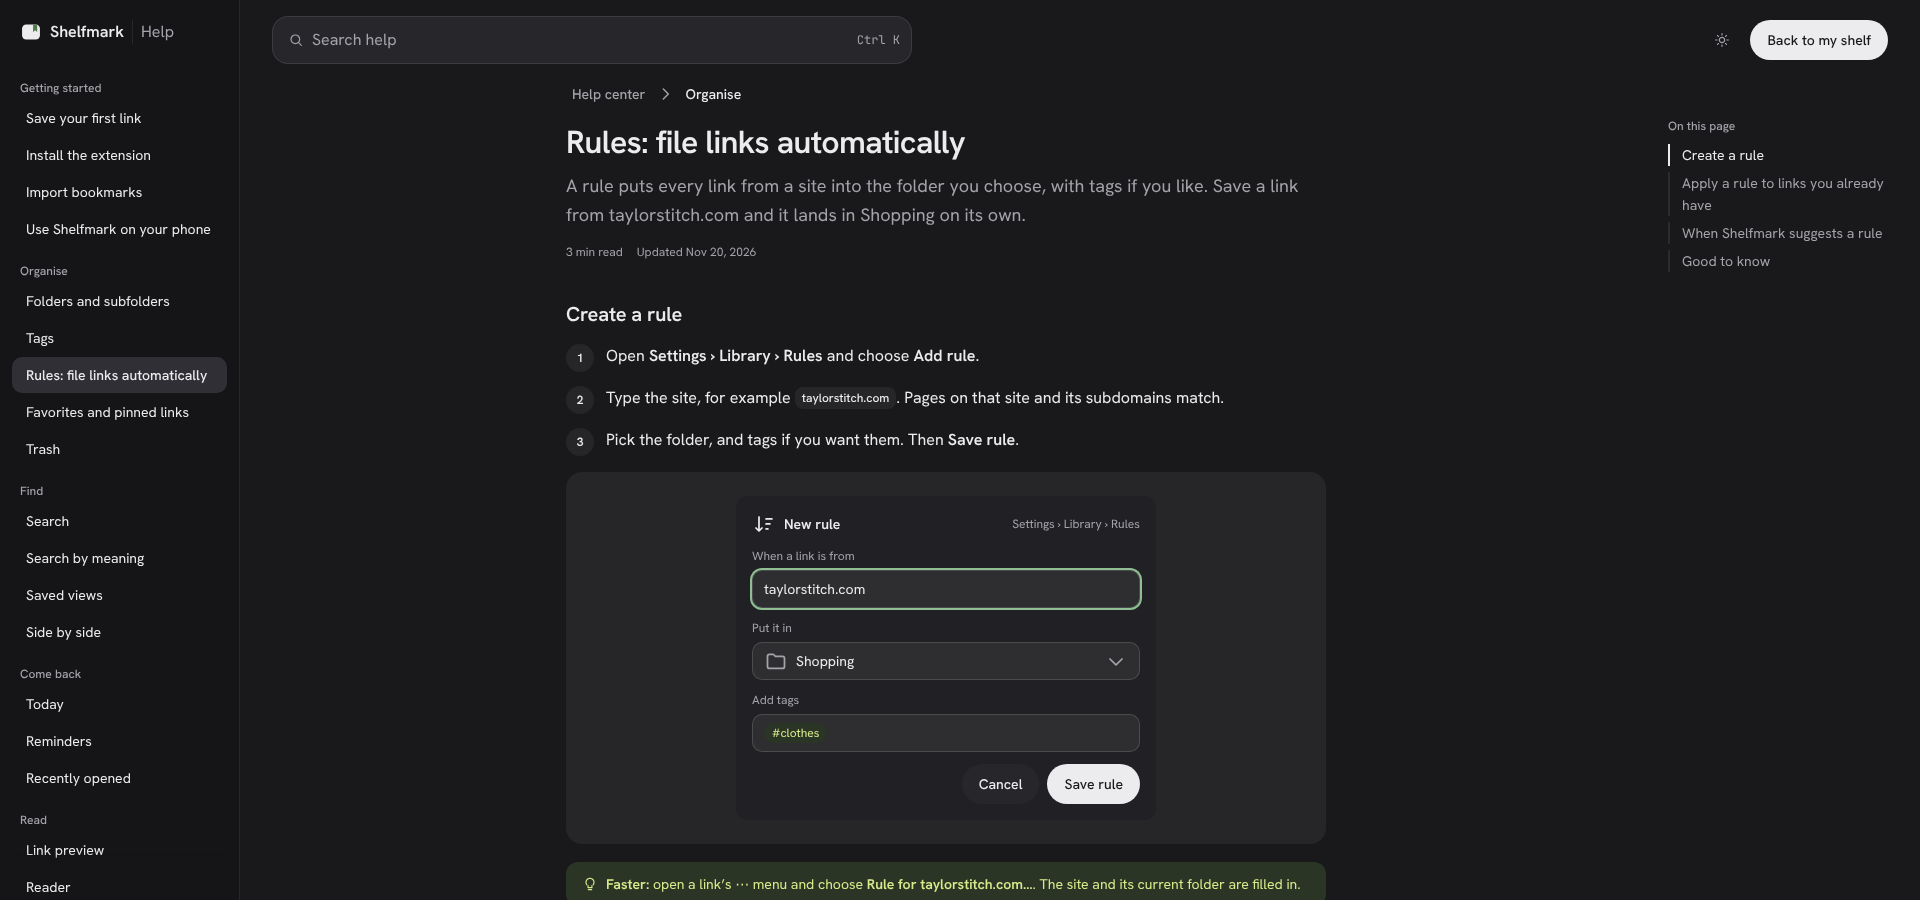 Shelfmark Help
Search help Ctrl K
Back to my shelf
Getting started
Save your first link
Install the extension
Import bookmarks
Use Shelfmark on your phone
Organise
Folders and subfolders
Tags
Rules: file links automatically
Favorites and pinned links
Trash
Find
Search
Search by meaning
Saved views
Side by side
Come back
Today
Reminders
Recently opened
Read
Link preview
Reader
Help center > Organise
Rules: file links automatically
A rule puts every link from a site into the folder you choose, with tags if you like. Save a link
from taylorstitch.com and it lands in Shopping on its own.
3 min read Updated Nov 20, 2026
Create a rule
1 Open Settings › Library › Rules and choose Add rule.
2 Type the site, for example taylorstitch.com. Pages on that site and its subdomains match.
3 Pick the folder, and tags if you want them. Then Save rule.
New rule Settings › Library › Rules
When a link is from
taylorstitch.com
Put it in
Shopping
Add tags
#clothes
Cancel Save rule
Faster: open a link’s ··· menu and choose Rule for taylorstitch.com…. The site and its current folder are filled in.
On this page
Create a rule
Apply a rule to links you already
have
When Shelfmark suggests a rule
Good to know